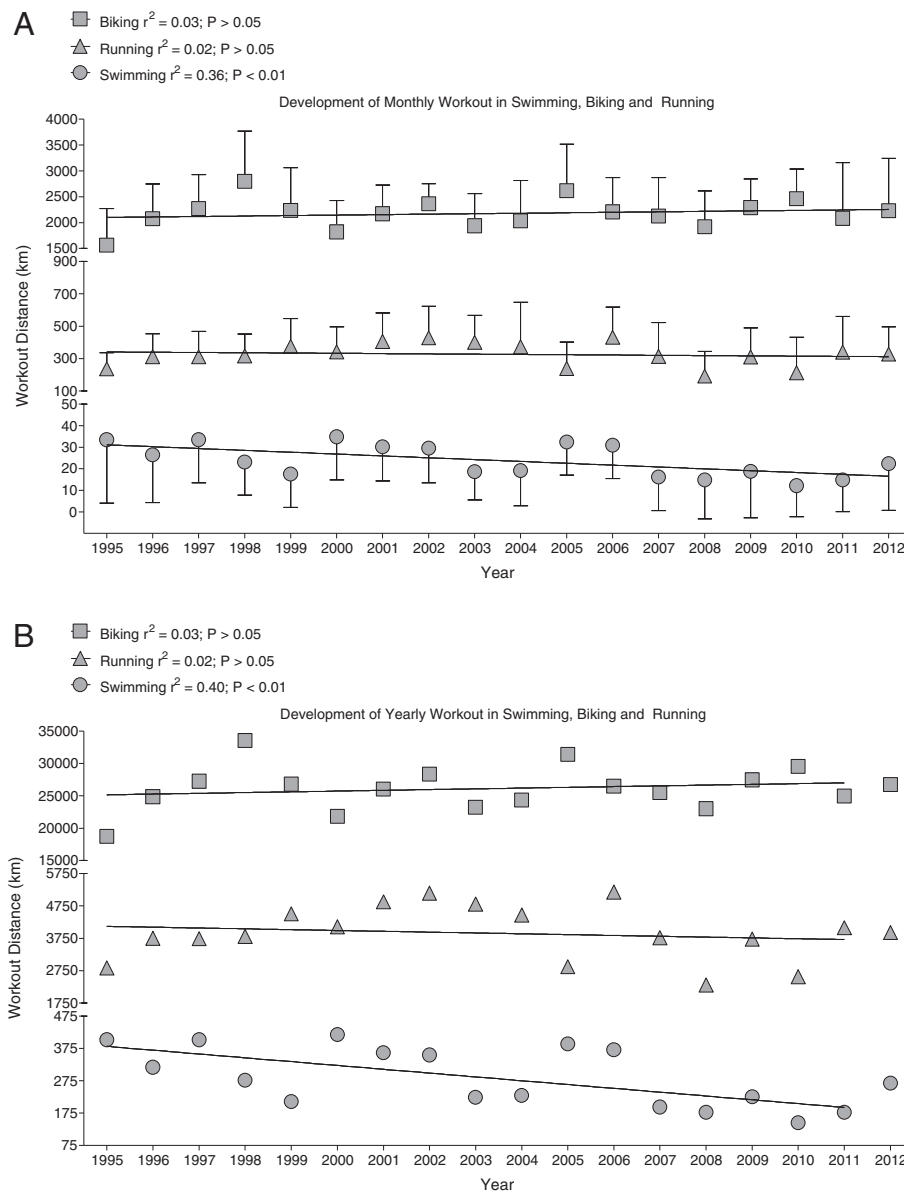 A
Biking r² = 0.03; P > 0.05
Running r² = 0.02; P > 0.05
Swimming r² = 0.36; P < 0.01
Development of Monthly Workout in Swimming, Biking and Running
Workout Distance (km)
4000
3500
3000
2500
2000
1500
900
700
500
300
100
50
40
30
20
10
0
1995 1996 1997 1998 1999 2000 2001 2002 2003 2004 2005 2006 2007 2008 2009 2010 2011 2012
Year
B
Biking r² = 0.03; P > 0.05
Running r² = 0.02; P > 0.05
Swimming r² = 0.40; P < 0.01
Development of Yearly Workout in Swimming, Biking and Running
Workout Distance (km)
35000
30000
25000
20000
15000
5750
4750
3750
2750
1750
475
375
275
175
75
1995 1996 1997 1998 1999 2000 2001 2002 2003 2004 2005 2006 2007 2008 2009 2010 2011 2012
Year